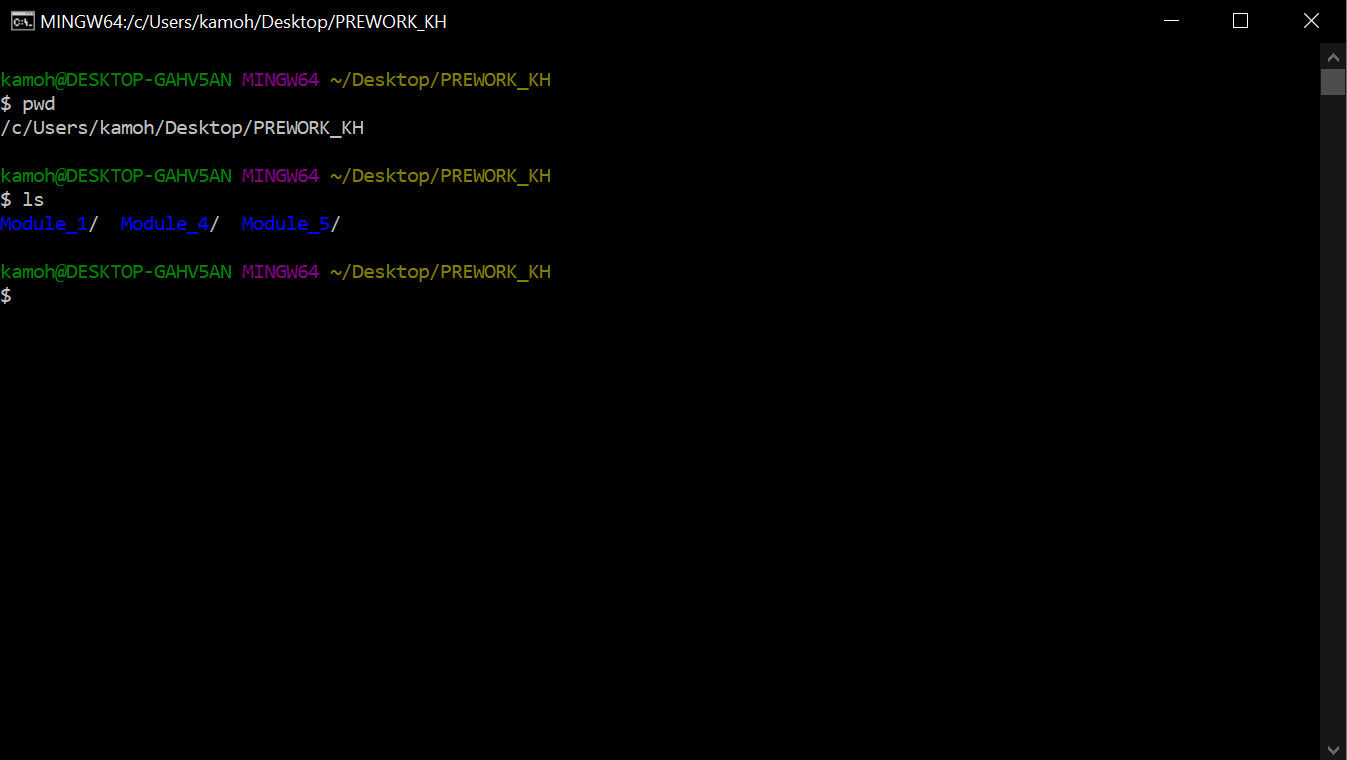 MINGW64:/c/Users/kamoh/Desktop/PREWORK_KH
kamoh@DESKTOP-GAHV5AN MINGW64 ~/Desktop/PREWORK_KH
$ pwd
/c/Users/kamoh/Desktop/PREWORK_KH
kamoh@DESKTOP-GAHV5AN MINGW64 ~/Desktop/PREWORK_KH
$ ls
Module_1/  Module_4/  Module_5/
kamoh@DESKTOP-GAHV5AN MINGW64 ~/Desktop/PREWORK_KH
$